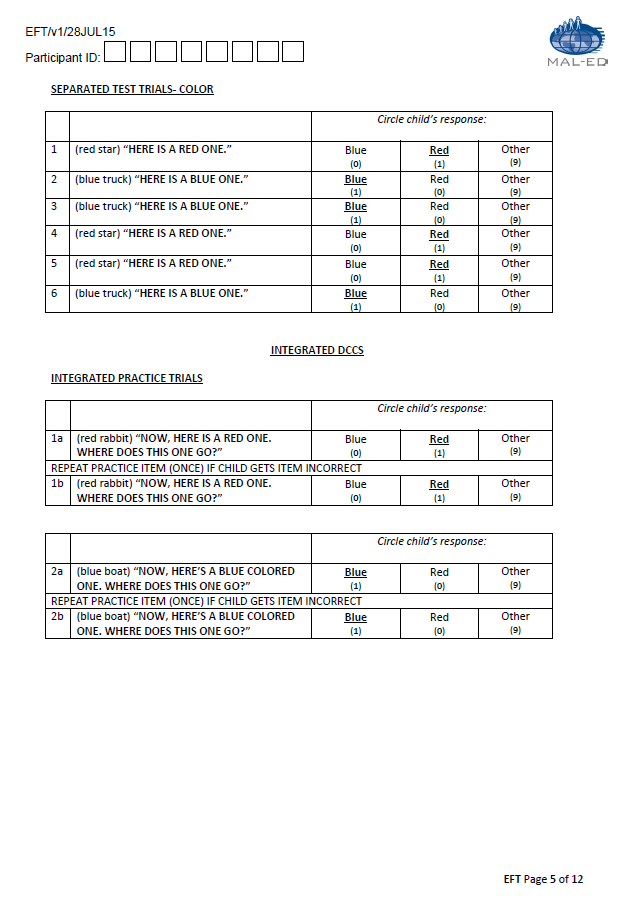 EFT/v1/28JUL15
Participant ID:
MAL-ED
SEPARATED TEST TRIALS- COLOR
Circle child's response:
1 (red star) “HERE IS A RED ONE.” Blue Red Other
(0) (1) (9)
2 (blue truck) “HERE IS A BLUE ONE.” Blue Red Other
(1) (0) (9)
3 (blue truck) “HERE IS A BLUE ONE.” Blue Red Other
(1) (0) (9)
4 (red star) “HERE IS A RED ONE.” Blue Red Other
(0) (1) (9)
5 (red star) “HERE IS A RED ONE.” Blue Red Other
(0) (1) (9)
6 (blue truck) “HERE IS A BLUE ONE.” Blue Red Other
(1) (0) (9)
INTEGRATED DCCS
INTEGRATED PRACTICE TRIALS
Circle child's response:
1a (red rabbit) “NOW, HERE IS A RED ONE. Blue Red Other
WHERE DOES THIS ONE GO?” (0) (1) (9)
REPEAT PRACTICE ITEM (ONCE) IF CHILD GETS ITEM INCORRECT
1b (red rabbit) “NOW, HERE IS A RED ONE. Blue Red Other
WHERE DOES THIS ONE GO?” (0) (1) (9)
Circle child's response:
2a (blue boat) “NOW, HERE’S A BLUE COLORED Blue Red Other
ONE. WHERE DOES THIS ONE GO?” (1) (0) (9)
REPEAT PRACTICE ITEM (ONCE) IF CHILD GETS ITEM INCORRECT
2b (blue boat) “NOW, HERE’S A BLUE COLORED Blue Red Other
ONE. WHERE DOES THIS ONE GO?” (1) (0) (9)
EFT Page 5 of 12